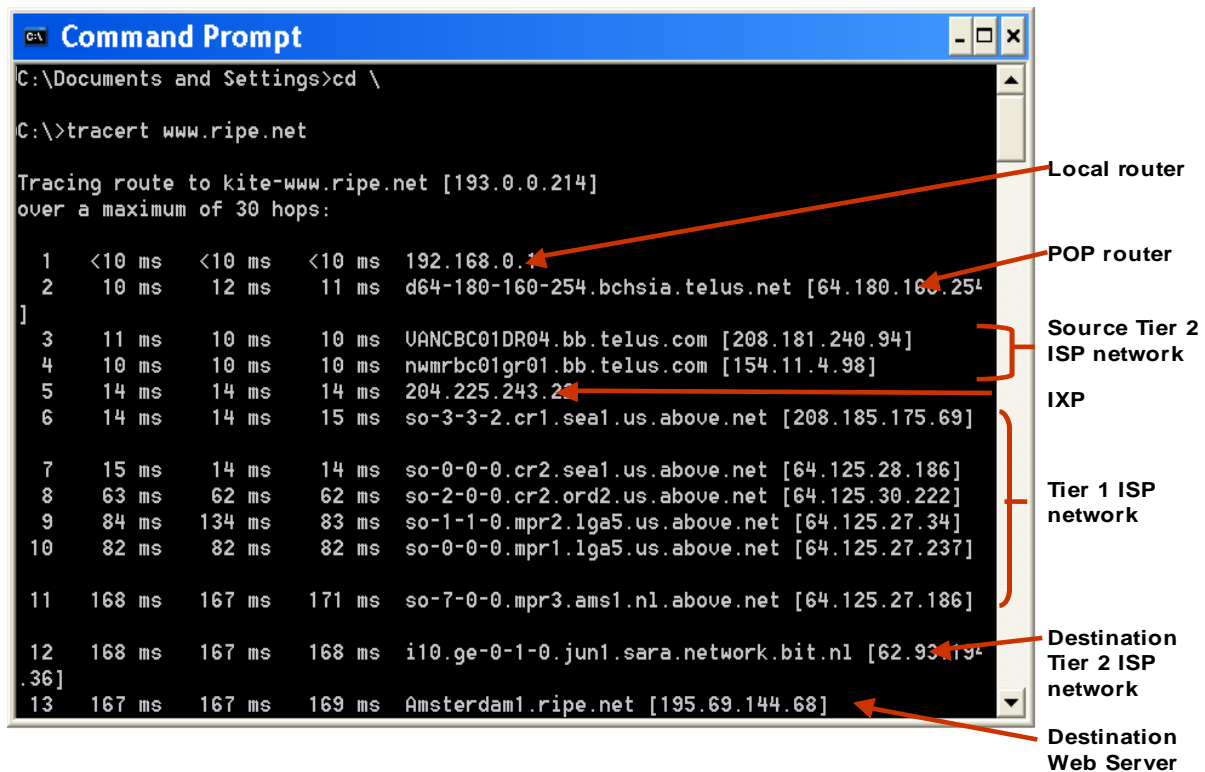 Command Prompt
C:\Documents and Settings>cd \
C:\>tracert www.ripe.net
Tracing route to kite-www.ripe.net [193.0.0.214]
over a maximum of 30 hops:
1 <10 ms <10 ms <10 ms 192.168.0.1
2 10 ms 12 ms 11 ms d64-180-160-254.bchsia.telus.net [64.180.160.254
]
3 11 ms 10 ms 10 ms VANCBC01DR04.bb.telus.com [208.181.240.94]
4 10 ms 10 ms 10 ms nwmrbc01gr01.bb.telus.com [154.11.4.98]
5 14 ms 14 ms 14 ms
6 14 ms 14 ms 15 ms so-3-3-2.cr1.sea1.us.above.net [208.185.175.69]
7 15 ms 14 ms 14 ms so-0-0-0.cr2.sea1.us.above.net [64.125.28.186]
8 63 ms 62 ms 62 ms so-2-0-0.cr2.ord2.us.above.net [64.125.30.222]
9 84 ms 134 ms 83 ms so-1-1-0.mpr2.lga5.us.above.net [64.125.27.34]
10 82 ms 82 ms 82 ms so-0-0-0.mpr1.lga5.us.above.net [64.125.27.237]
11 168 ms 167 ms 171 ms so-7-0-0.mpr3.ams1.nl.above.net [64.125.27.186]
12 168 ms 167 ms 168 ms i10.ge-0-1-0.jun1.sara.network.bit.nl
.36]
13 167 ms 167 ms 169 ms Amsterdam1.ripe.net [195.69.144.68]
Local router
POP router
Source Tier 2
ISP network
IXP
Tier 1 ISP
network
Destination
Tier 2 ISP
network
Destination
Web Server